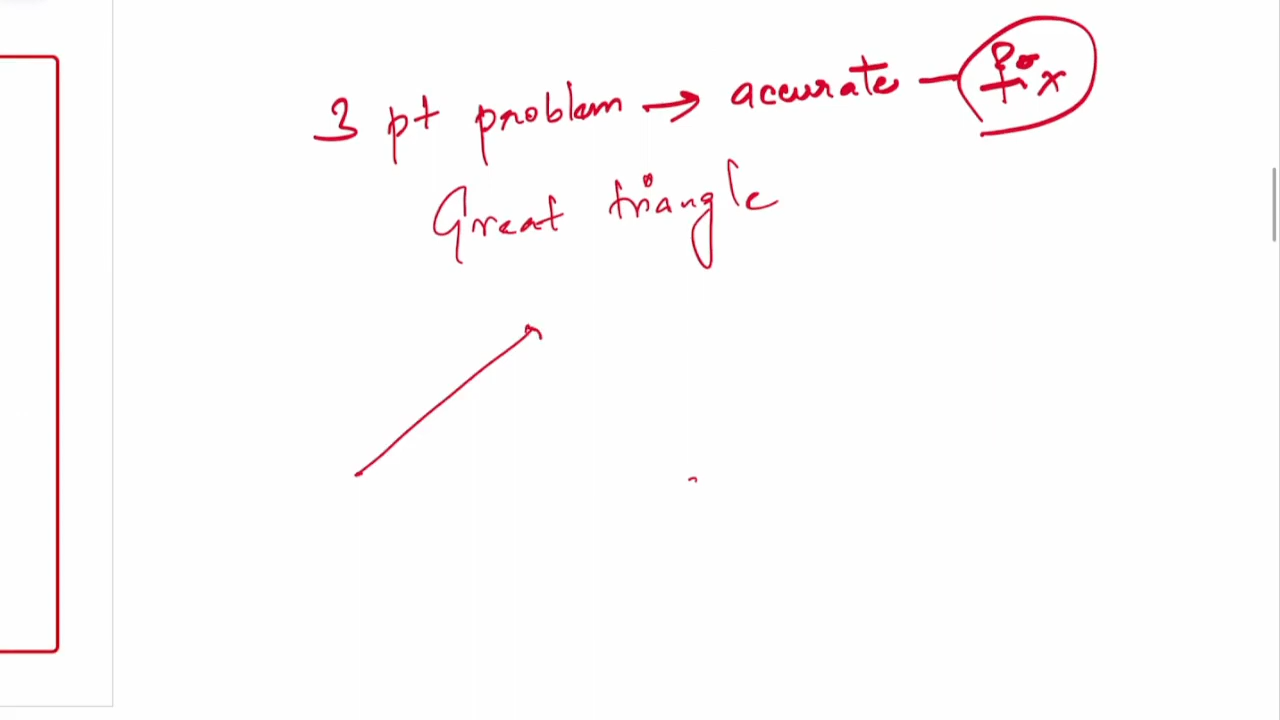 3 pt problem → accurate — fix
Great triangle